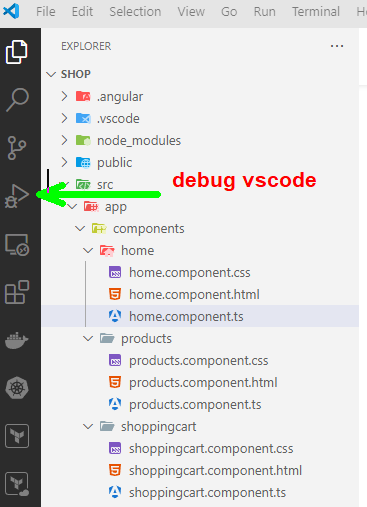 File Edit Selection View Go Run Terminal
EXPLORER
SHOP
.angular
.vscode
node_modules
public
src
debug vscode
app
components
home
home.component.css
home.component.html
home.component.ts
products
products.component.css
products.component.html
products.component.ts
shoppingcart
shoppingcart.component.css
shoppingcart.component.html
shoppingcart.component.ts